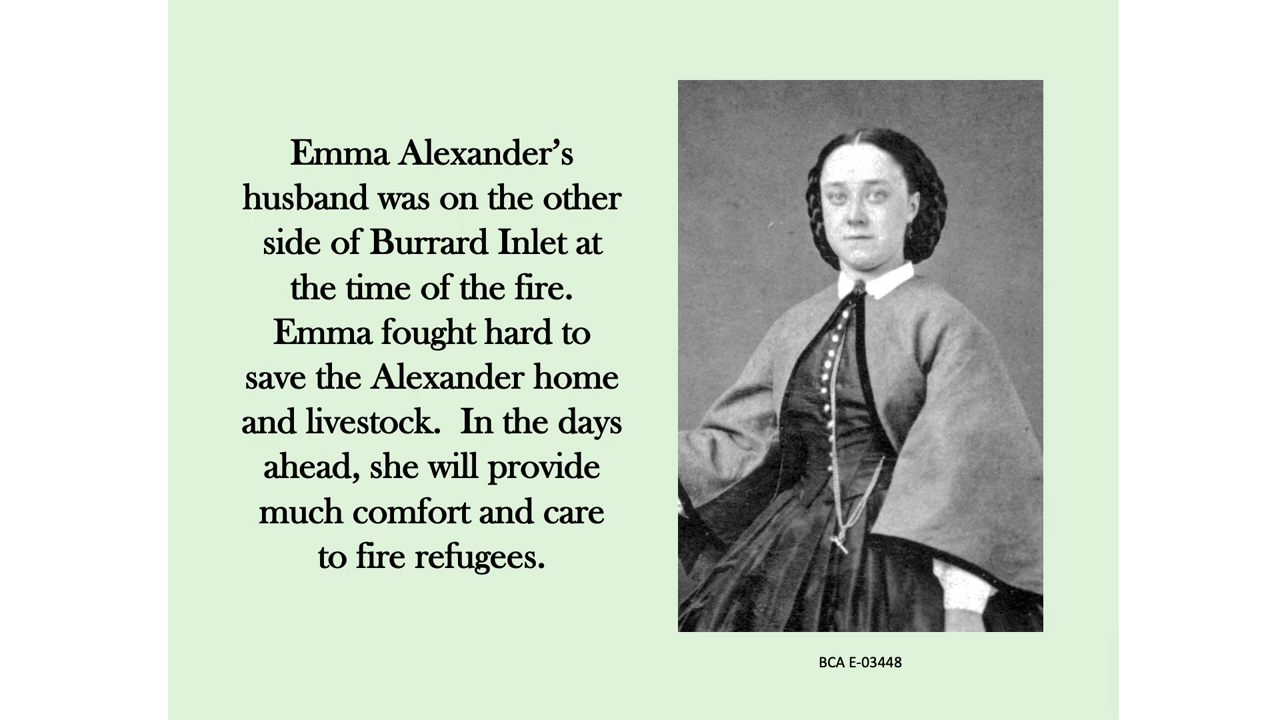 Emma Alexander’s
husband was on the other
side of Burrard Inlet at
the time of the fire.
Emma fought hard to
save the Alexander home
and livestock.  In the days
ahead, she will provide
much comfort and care
to fire refugees.
BCA E-03448